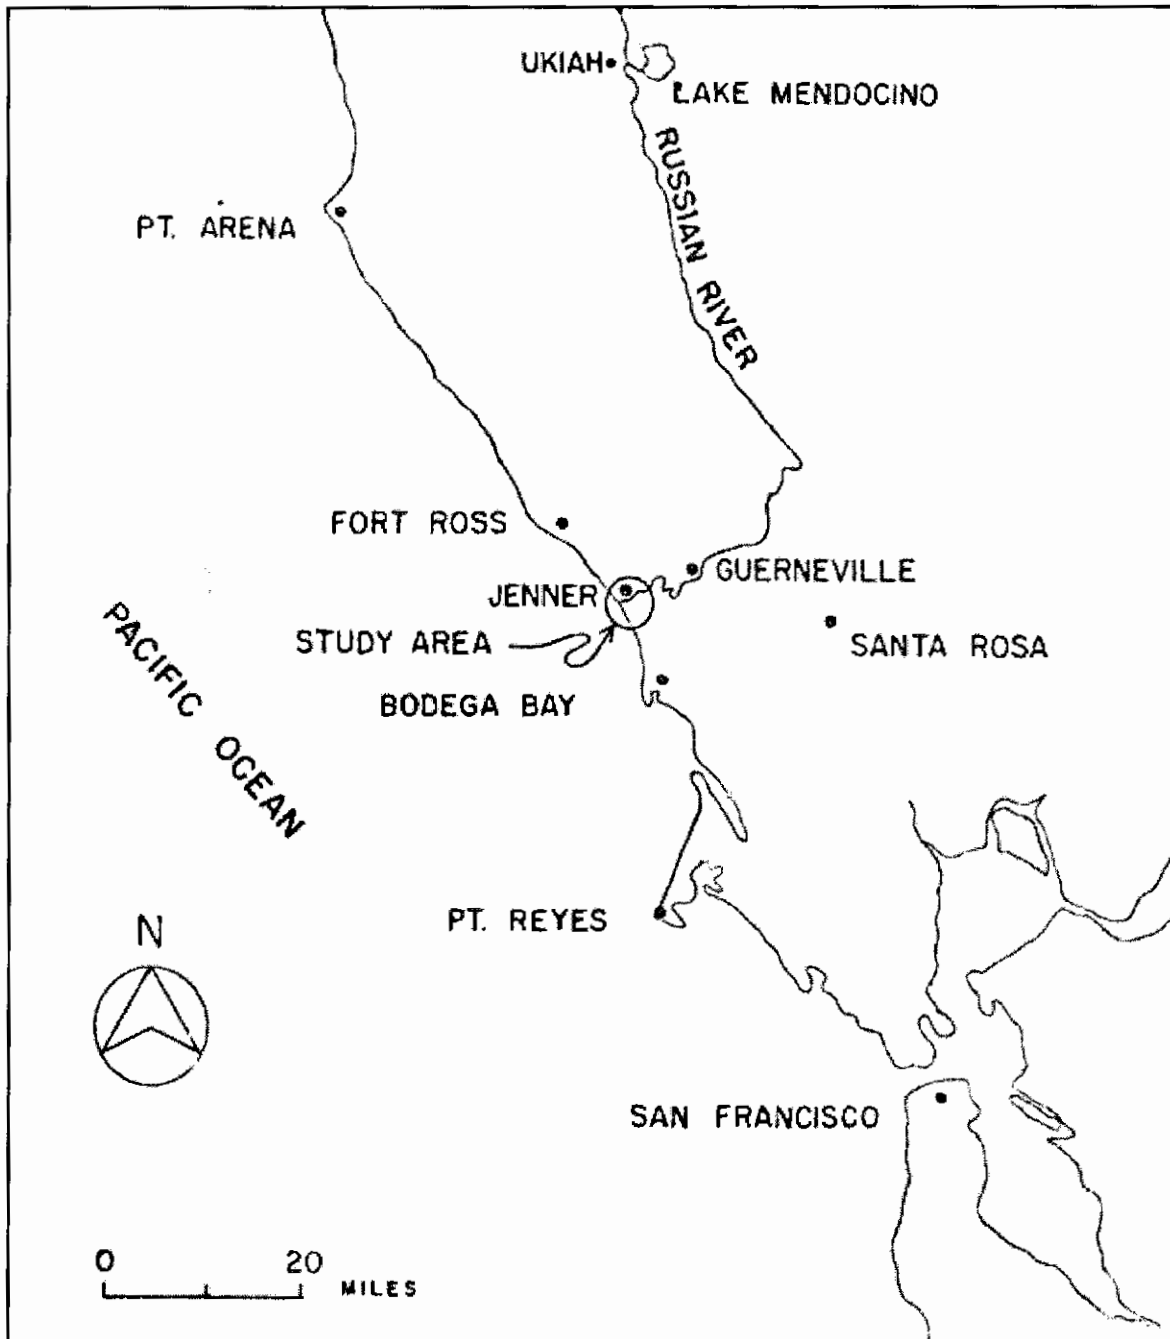 UKIAH
LAKE MENDOCINO
RUSSIAN RIVER
PT. ARENA
FORT ROSS
GUERNEVILLE
JENNER
STUDY AREA
SANTA ROSA
BODEGA BAY
PACIFIC OCEAN
PT. REYES
N
SAN FRANCISCO
0 20
MILES